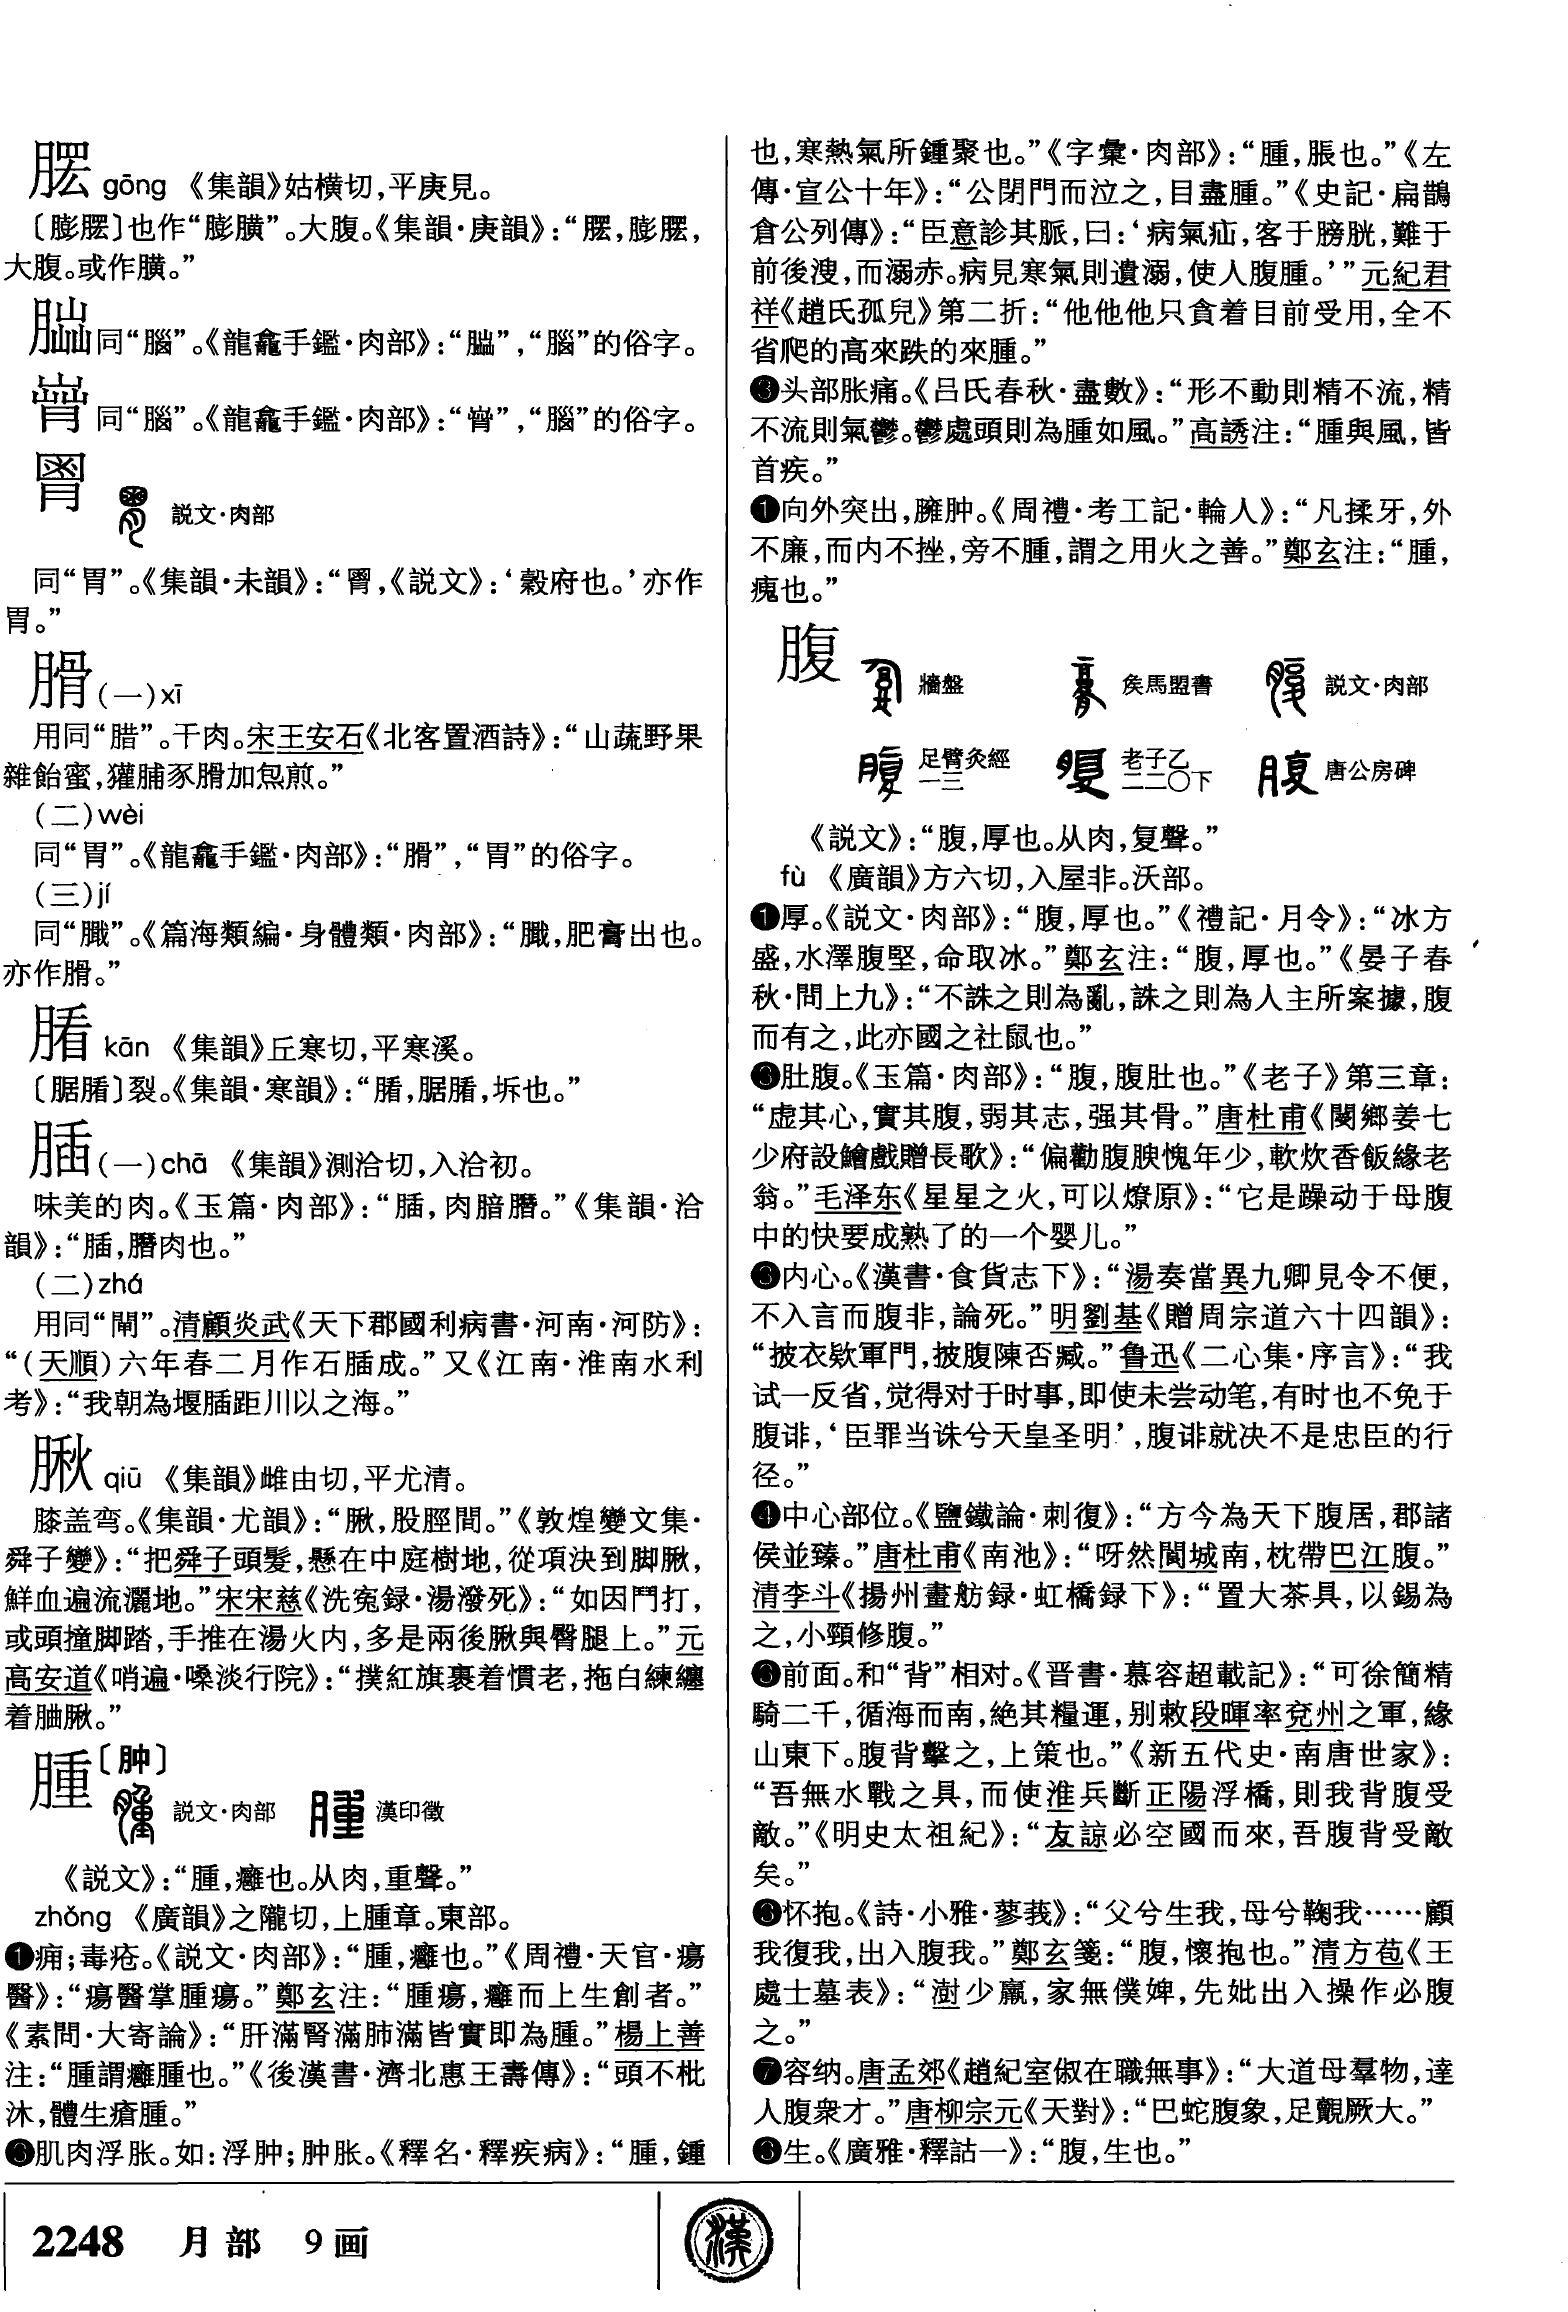 gōng 《集韻》姑横切，平庚見。
〔膨〕也作“膨䐵”。大腹。《集韻·庚韻》：“膨，
大腹。或作䐵。”
同“腦”。《龍龕手鑑·肉部》：“腦”的俗字。
同“腦”。《龍龕手鑑·肉部》：“腦”的俗字。
説文·肉部
同“胃”。《集韻·未韻》：“《説文》：‘穀府也。’亦作
胃。”
䐔(一)xī
用同“腊”。干肉。宋王安石《北客置酒詩》：“山蔬野果
雜飴蜜，獾脯豕䐔加炰煎。”
(二)wèi
同“胃”。《龍龕手鑑·肉部》：“䐔”，“胃”的俗字。
(三)jí
同“膱”。《篇海類編·身體類·肉部》：“膱，肥膏出也。
亦作䐔。”
kān 《集韻》丘寒切，平寒溪。
〔腒〕裂。《集韻·寒韻》：“腒，坼也。”
腯(一)chā 《集韻》測洽切，入洽初。
味美的肉。《玉篇·肉部》：“肉腤䐶。”《集韻·洽
韻》：“䐶肉也。”
(二)zhá
用同“閘”。清顧炎武《天下郡國利病書·河南·河防》：
“(天順)六年春二月作石成。”又《江南·淮南水利
考》：“我朝為堰距川以之海。”
䐐 qiū 《集韻》雌由切，平尤清。
膝盖弯。《集韻·尤韻》：“䐐，股脛間。”《敦煌變文集·
舜子變》：“把舜子頭髮，懸在中庭樹地，從項決到脚䐐，
鮮血遍流灑地。”宋宋慈《洗冤録·湯潑死》：“如因鬥打，
或頭撞脚踏，手推在湯火内，多是兩後䐐與臀腿上。”元
高安道《哨遍·嗓淡行院》：“撲紅旗裹着慣老，拖白練纏
着䐐。”
腫〔肿〕
説文·肉部 漢印徵
《説文》：“腫，癰也。从肉，重聲。”
zhǒng 《廣韻》之隴切，上腫章。東部。
❶痈；毒疮。《説文·肉部》：“腫，癰也。”《周禮·天官·瘍
醫》：“瘍醫掌腫瘍。”鄭玄注：“腫瘍，癰而上生創者。”
《素問·大寄論》：“肝滿腎滿肺滿皆實即為腫。”楊上善
注：“腫謂癰腫也。”《後漢書·濟北惠王壽傳》：“頭不枇
沐，體生瘡腫。”
❷肌肉浮胀。如：浮肿；肿胀。《釋名·釋疾病》：“腫，鍾
也，寒熱氣所鍾聚也。”《字彙·肉部》：“腫，脹也。”《左
傳·宣公十年》：“公閉門而泣之，目盡腫。”《史記·扁鵲
倉公列傳》：“臣意診其脈，曰：‘病氣疝，客于膀胱，難于
前後溲，而溺赤。病見寒氣則遺溺，使人腹腫。’”元紀君
祥《趙氏孤兒》第二折：“他他他只貪着目前受用，全不
省爬的高來跌的來腫。”
❸头部胀痛。《吕氏春秋·盡數》：“形不動則精不流，精
不流則氣鬱。鬱處頭則為腫如風。”高誘注：“腫與風，皆
首疾。”
❶向外突出，臃肿。《周禮·考工記·輪人》：“凡揉牙，外
不廉，而内不挫，旁不腫，謂之用火之善。”鄭玄注：“腫，
瘣也。”
腹 牆盤 矦馬盟書 説文·肉部
足臂灸經一三 老子乙二二〇下 唐公房碑
《説文》：“腹，厚也。从肉，复聲。”
fù 《廣韻》方六切，入屋非。沃部。
❶厚。《説文·肉部》：“腹，厚也。”《禮記·月令》：“冰方
盛，水澤腹堅，命取冰。”鄭玄注：“腹，厚也。”《晏子春
秋·問上九》：“不誅之則為亂，誅之則為人主所案據，腹
而有之，此亦國之社鼠也。”
❷肚腹。《玉篇·肉部》：“腹，腹肚也。”《老子》第三章：
“虚其心，實其腹，弱其志，强其骨。”唐杜甫《閿鄉姜七
少府設鱠戲贈長歌》：“偏勸腹腴愧年少，軟炊香飯緣老
翁。”毛泽东《星星之火，可以燎原》：“它是躁动于母腹
中的快要成熟了的一个婴儿。”
❸内心。《漢書·食貨志下》：“湯奏當異九卿見令不便，
不入言而腹非，論死。”明劉基《贈周宗道六十四韻》：
“披衣欵軍門，披腹陳否臧。”鲁迅《二心集·序言》：“我
试一反省，觉得对于时事，即使未尝动笔，有时也不免于
腹诽，‘臣罪当诛兮天皇圣明’，腹诽就决不是忠臣的行
径。”
❹中心部位。《鹽鐵論·刺復》：“方今為天下腹居，郡諸
侯並臻。”唐杜甫《南池》：“呀然閬城南，枕帶巴江腹。”
清李斗《揚州畫舫録·虹橋録下》：“置大茶具，以錫為
之，小頸修腹。”
❺前面。和“背”相对。《晋書·慕容超載記》：“可徐簡精
騎二千，循海而南，絶其糧運，别敕段暉率兗州之軍，緣
山東下。腹背擊之，上策也。”《新五代史·南唐世家》：
“吾無水戰之具，而使淮兵斷正陽浮橋，則我背腹受
敵。”《明史太祖紀》：“友諒必空國而來，吾腹背受敵
矣。”
❻怀抱。《詩·小雅·蓼莪》：“父兮生我，母兮鞠我……顧
我復我，出入腹我。”鄭玄箋：“腹，懷抱也。”清方苞《王
處士墓表》：“澍少羸，家無僕婢，先妣出入操作必腹
之。”
❼容纳。唐孟郊《趙紀室俶在職無事》：“大道母羣物，達
人腹衆才。”唐柳宗元《天對》：“巴蛇腹象，足覿厥大。”
❽生。《廣雅·釋詁一》：“腹，生也。”
2248 月部 9画
漢